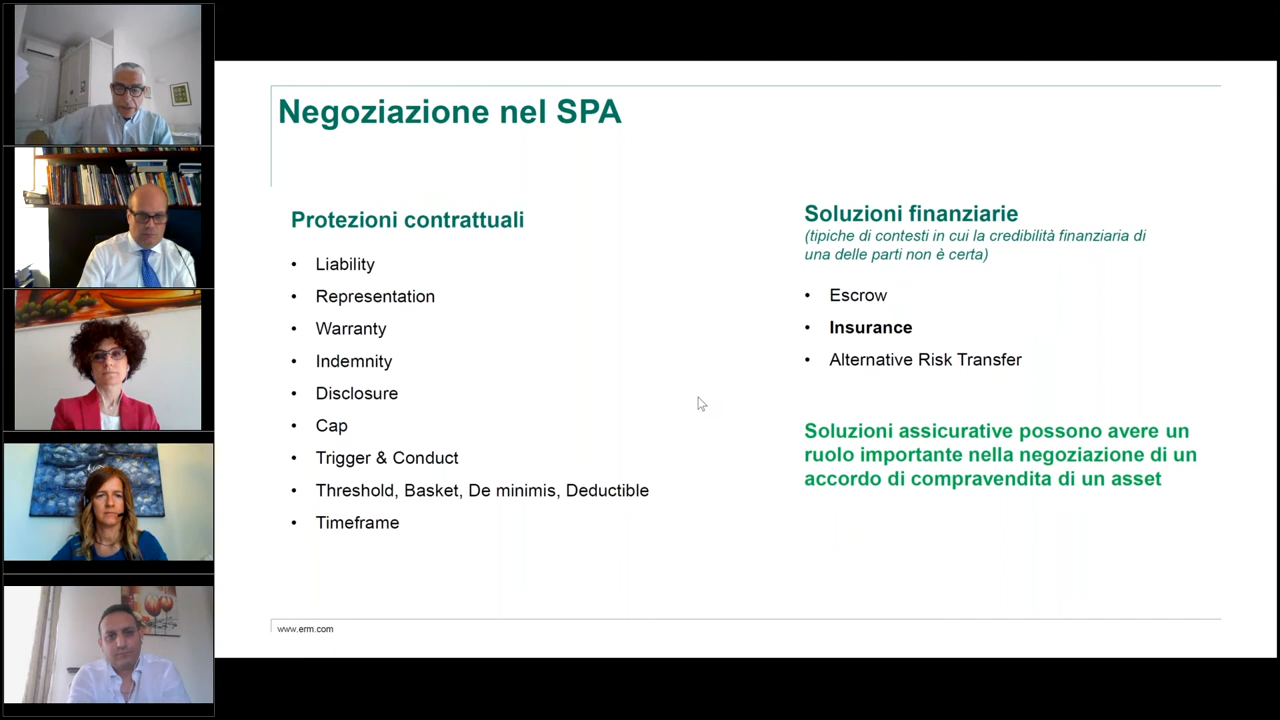 Negoziazione nel SPA
Protezioni contrattuali
• Liability
• Representation
• Warranty
• Indemnity
• Disclosure
• Cap
• Trigger & Conduct
• Threshold, Basket, De minimis, Deductible
• Timeframe
Soluzioni finanziarie
(tipiche di contesti in cui la credibilità finanziaria di
una delle parti non è certa)
• Escrow
• Insurance
• Alternative Risk Transfer
Soluzioni assicurative possono avere un
ruolo importante nella negoziazione di un
accordo di compravendita di un asset
www.erm.com